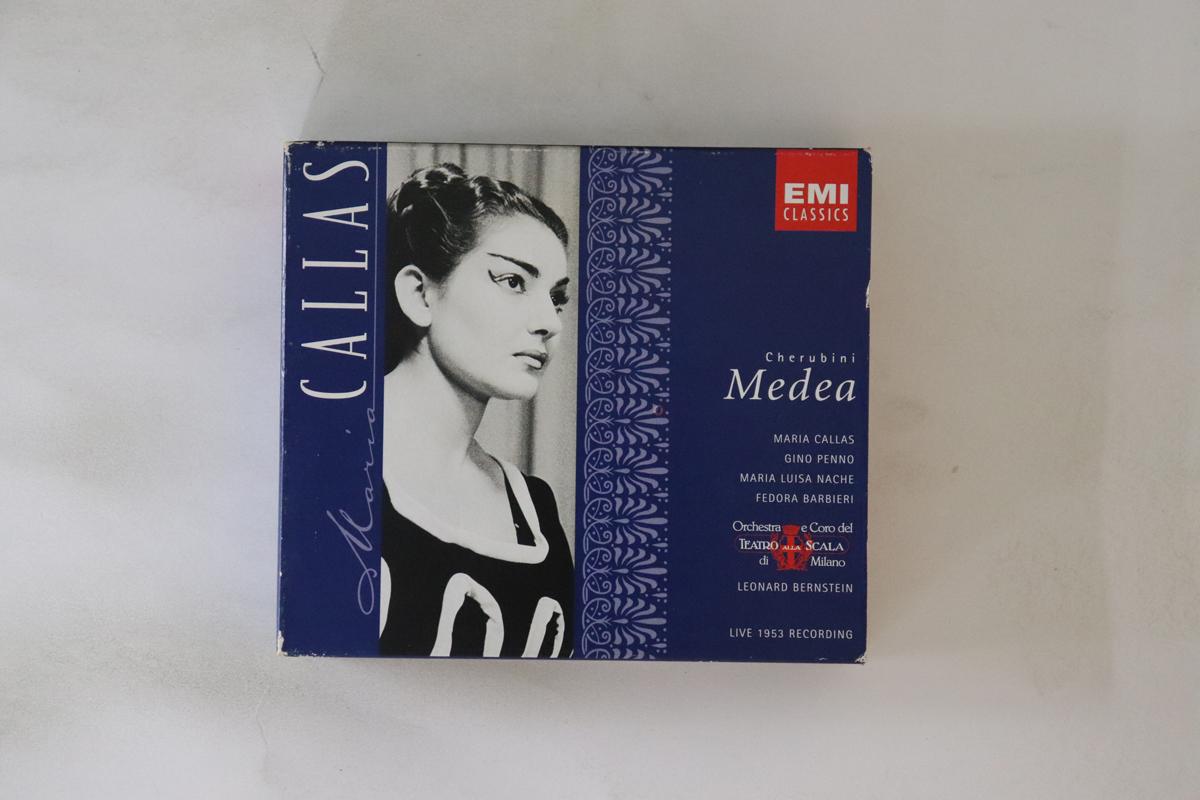 CALLAS
Maria
EMI
CLASSICS
Cherubini
Medea
MARIA CALLAS
GINO PENNO
MARIA LUISA NACHE
FEDORA BARBIERI
Orchestra e Coro del
TEATRO ALLA SCALA
di Milano
LEONARD BERNSTEIN
LIVE 1953 RECORDING